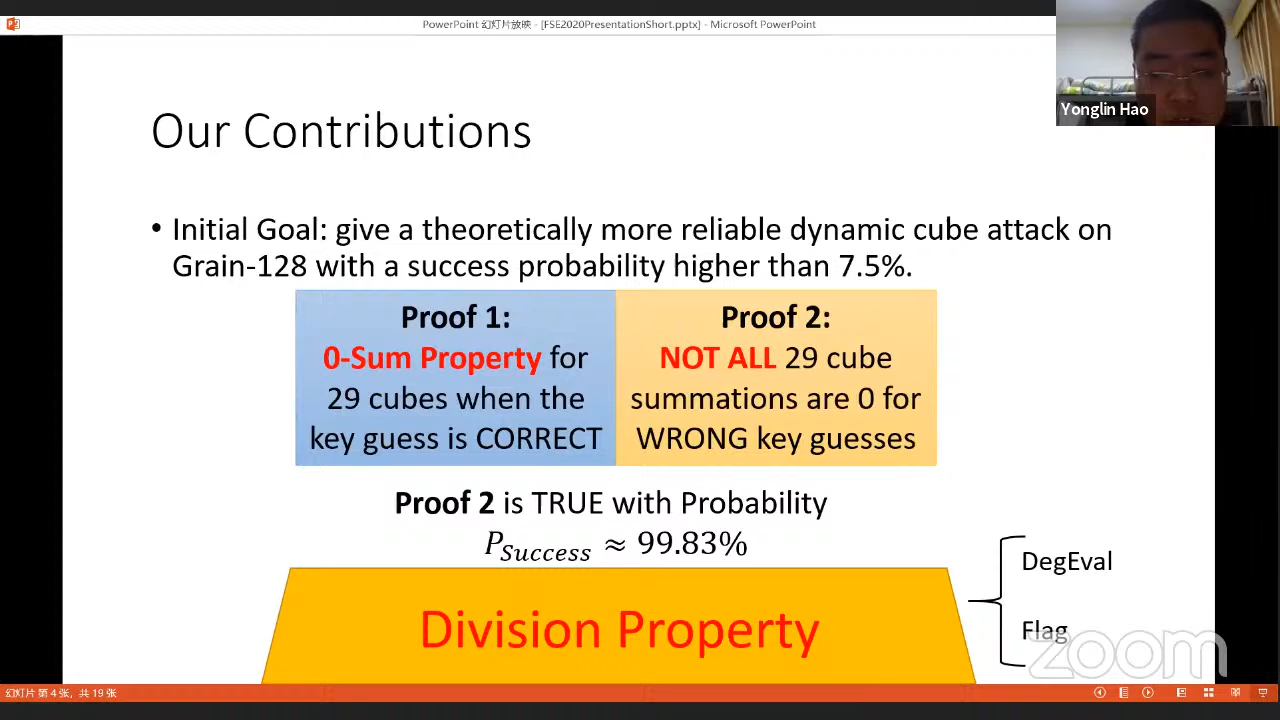 PowerPoint 幻灯片放映 - [FSE2020PresentationShort.pptx] - Microsoft PowerPoint
Yonglin Hao
Our Contributions
• Initial Goal: give a theoretically more reliable dynamic cube attack on
Grain-128 with a success probability higher than 7.5%.
Proof 1:
0-Sum Property for
29 cubes when the
key guess is CORRECT
Proof 2:
NOT ALL 29 cube
summations are 0 for
WRONG key guesses
Proof 2 is TRUE with Probability
P_Success ≈ 99.83%
Division Property
DegEval
Flag
zoom
幻灯片 第 4 张，共 19 张